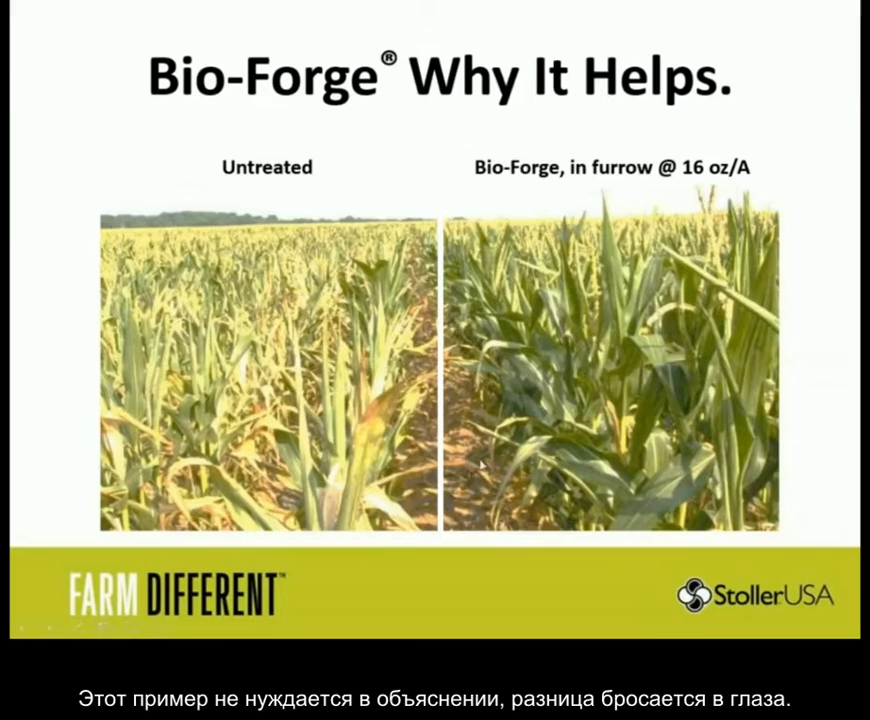 Bio-Forge® Why It Helps.
Untreated
Bio-Forge, in furrow @ 16 oz/A
FARM DIFFERENT™
StollerUSA
Этот пример не нуждается в объяснении, разница бросается в глаза.